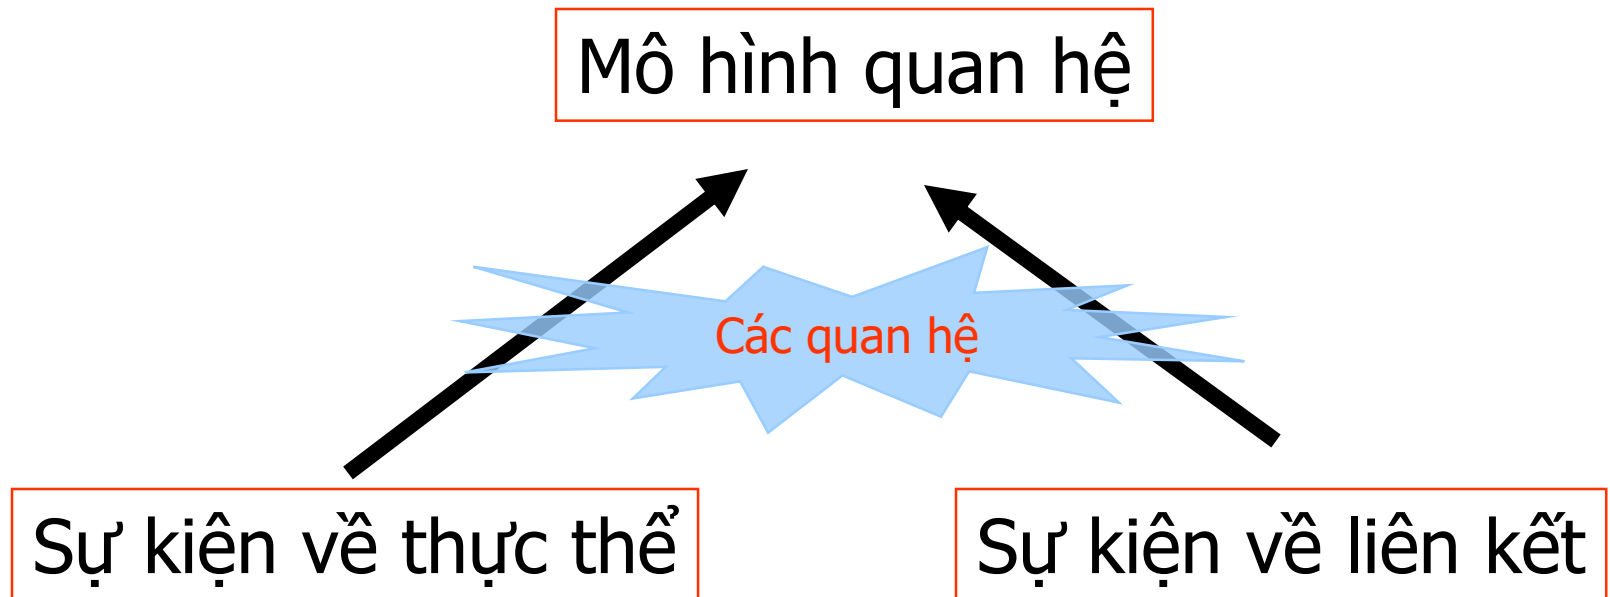 Mô hình quan hệ
Các quan hệ
Sự kiện về thực thể
Sự kiện về liên kết